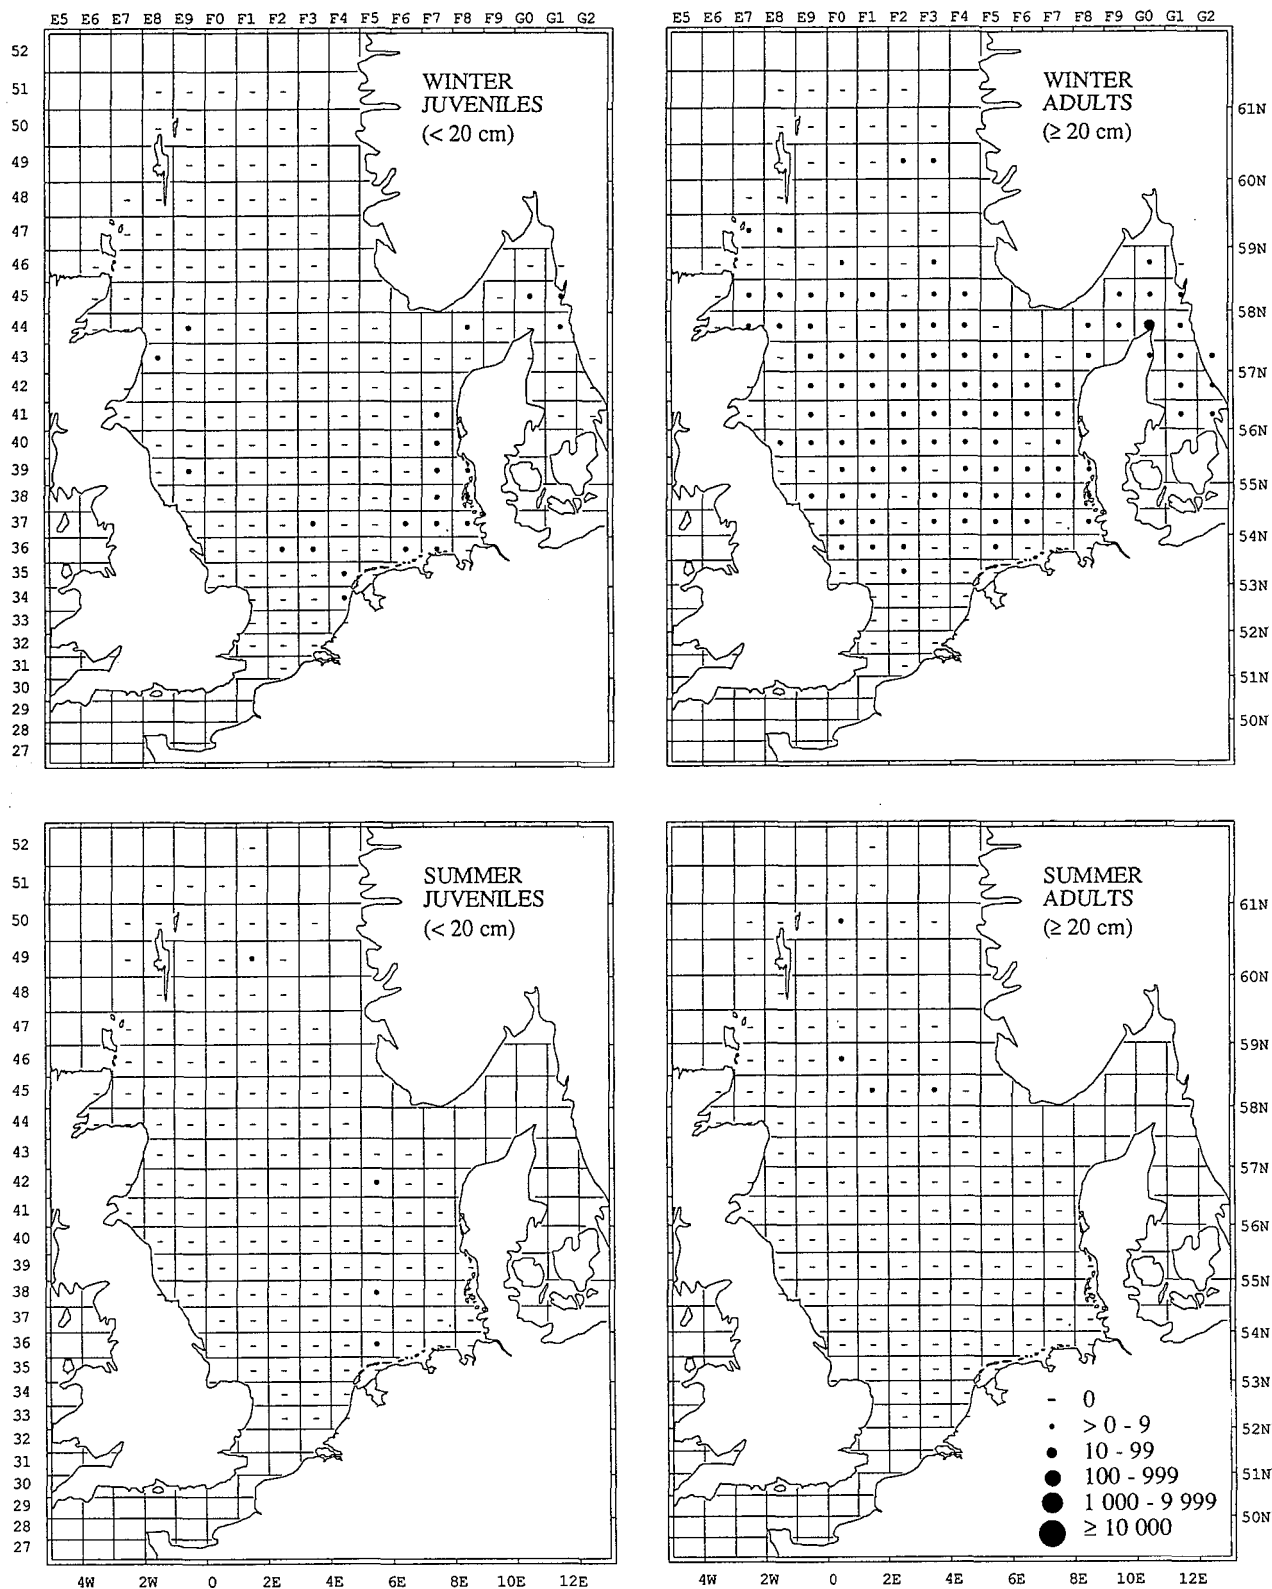 E5 E6 E7 E8 E9 F0 F1 F2 F3 F4 F5 F6 F7 F8 F9 G0 G1 G2
52
51
50
49
48
47
46
45
44
43
42
41
40
39
38
37
36
35
34
33
32
31
30
29
28
27
WINTER
JUVENILES
(< 20 cm)
E5 E6 E7 E8 E9 F0 F1 F2 F3 F4 F5 F6 F7 F8 F9 G0 G1 G2
WINTER
ADULTS
(≥ 20 cm)
61N
60N
59N
58N
57N
56N
55N
54N
53N
52N
51N
50N
52
51
50
49
48
47
46
45
44
43
42
41
40
39
38
37
36
35
34
33
32
31
30
29
28
27
SUMMER
JUVENILES
(< 20 cm)
4W 2W 0 2E 4E 6E 8E 10E 12E
SUMMER
ADULTS
(≥ 20 cm)
61N
60N
59N
58N
57N
56N
55N
54N
53N
52N
51N
50N
- 0
> 0 - 9
10 - 99
100 - 999
1 000 - 9 999
≥ 10 000
4W 2W 0 2E 4E 6E 8E 10E 12E